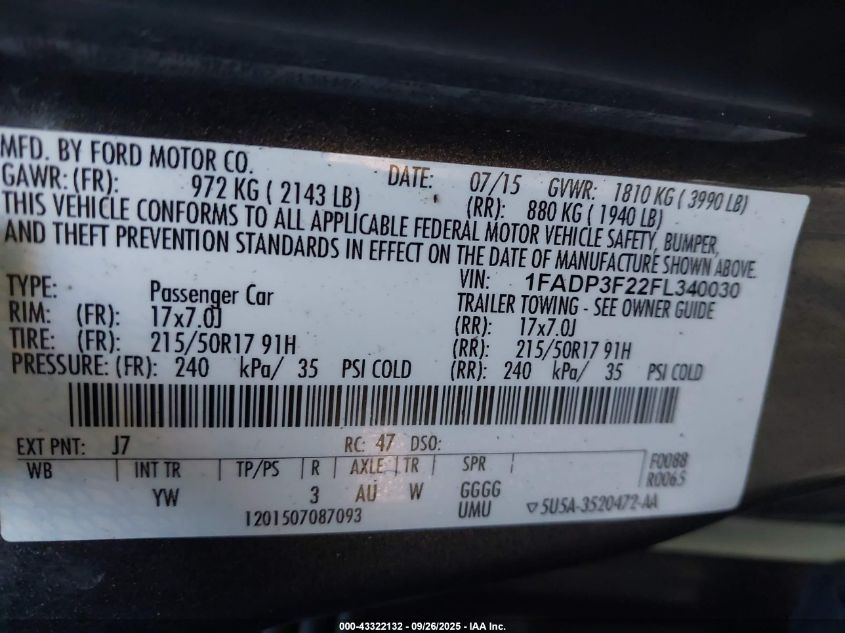 MFD. BY FORD MOTOR CO. DATE: 07/15 GVWR: 1810 KG ( 3990 LB)
GAWR: (FR): 972 KG ( 2143 LB) (RR): 880 KG ( 1940 LB)
THIS VEHICLE CONFORMS TO ALL APPLICABLE FEDERAL MOTOR VEHICLE SAFETY, BUMPER,
AND THEFT PREVENTION STANDARDS IN EFFECT ON THE DATE OF MANUFACTURE SHOWN ABOVE.
VIN: 1FADP3F22FL340030
TYPE: Passenger Car TRAILER TOWING - SEE OWNER GUIDE
RIM: (FR): 17x7.0J (RR): 17x7.0J
TIRE: (FR): 215/50R17 91H (RR): 215/50R17 91H
PRESSURE: (FR): 240 kPa/ 35 PSI COLD (RR): 240 kPa/ 35 PSI COLD
EXT PNT: J7 RC: 47 DSO:
WB INT TR TP/PS R AXLE TR SPR F0088
R0065
YW 3 AU W GGGG
1201507087093 UMU 5U5A-3520472-AA
000-43322132 - 09/26/2025 - IAA Inc.